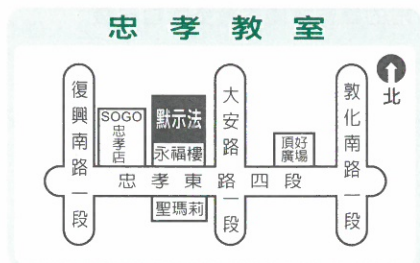 忠孝教室
北
復興南路一段
SOGO
忠孝店
默示法
永福樓
大安路一段
頂好
廣場
敦化南路一段
忠孝東路四段
聖瑪莉